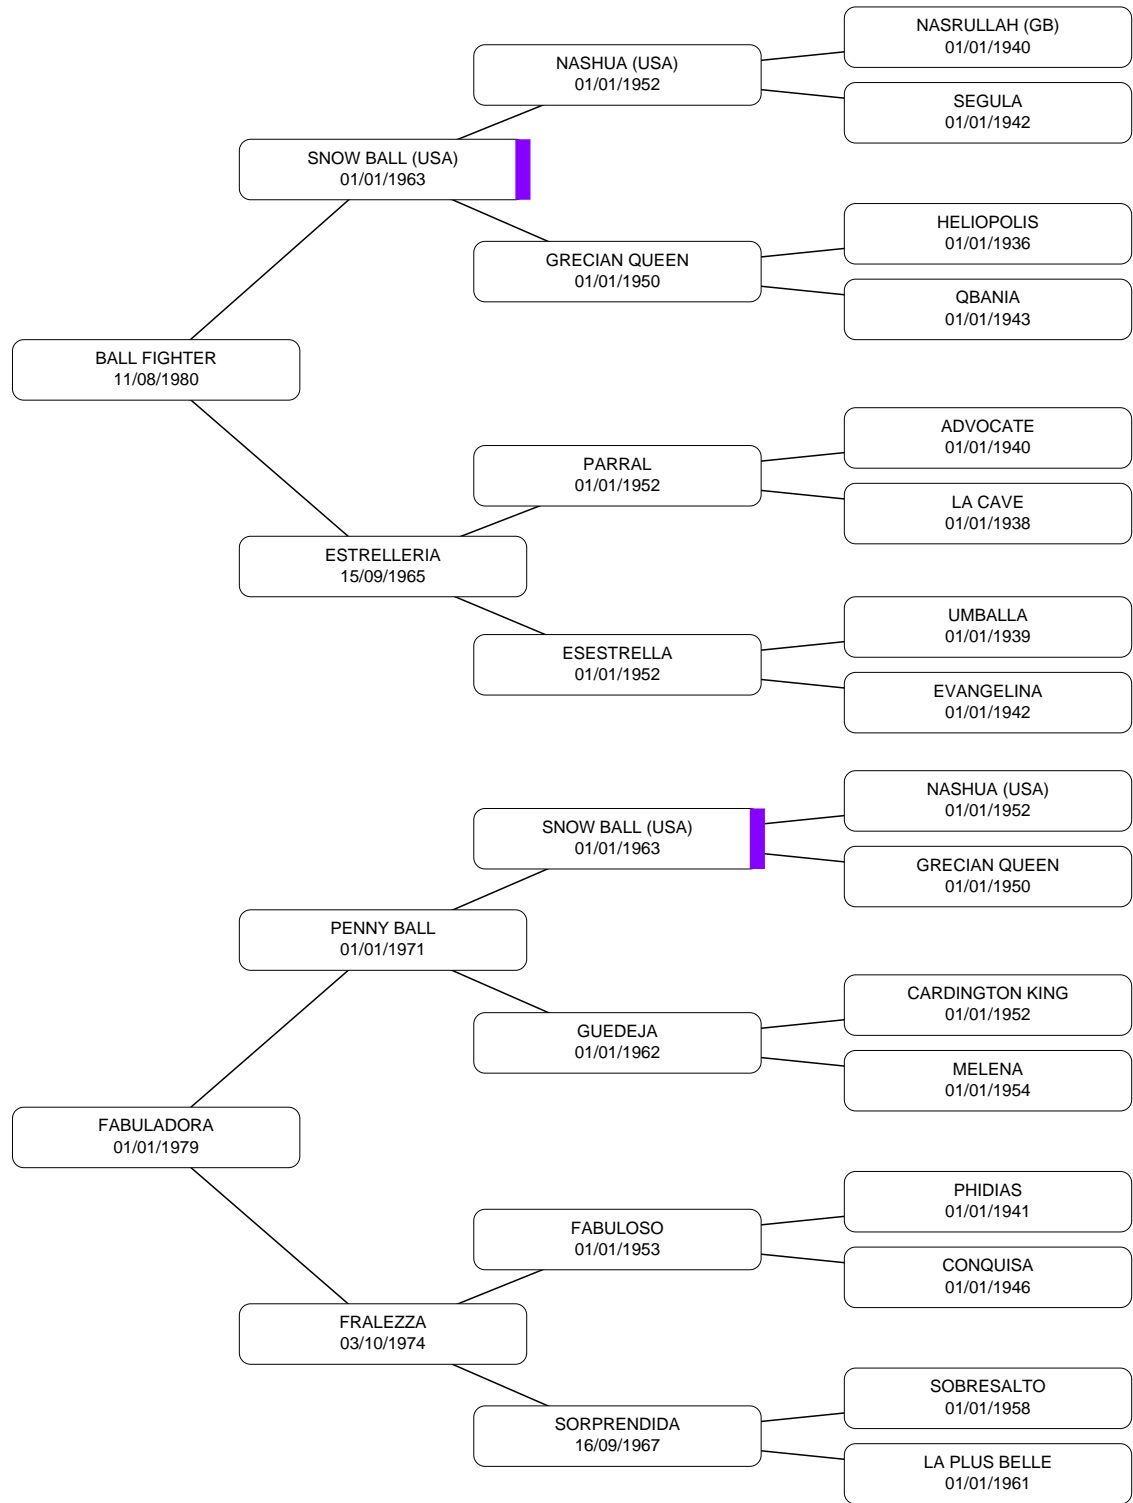 NASRULLAH (GB)
01/01/1940
NASHUA (USA)
01/01/1952
SEGULA
01/01/1942
SNOW BALL (USA)
01/01/1963
HELIOPOLIS
01/01/1936
GRECIAN QUEEN
01/01/1950
QBANIA
01/01/1943
BALL FIGHTER
11/08/1980
ADVOCATE
01/01/1940
PARRAL
01/01/1952
LA CAVE
01/01/1938
ESTRELLERIA
15/09/1965
UMBALLA
01/01/1939
ESESTRELLA
01/01/1952
EVANGELINA
01/01/1942
NASHUA (USA)
01/01/1952
SNOW BALL (USA)
01/01/1963
GRECIAN QUEEN
01/01/1950
PENNY BALL
01/01/1971
CARDINGTON KING
01/01/1952
GUEDEJA
01/01/1962
MELENA
01/01/1954
FABULADORA
01/01/1979
PHIDIAS
01/01/1941
FABULOSO
01/01/1953
CONQUISA
01/01/1946
FRALEZZA
03/10/1974
SOBRESALTO
01/01/1958
SORPRENDIDA
16/09/1967
LA PLUS BELLE
01/01/1961